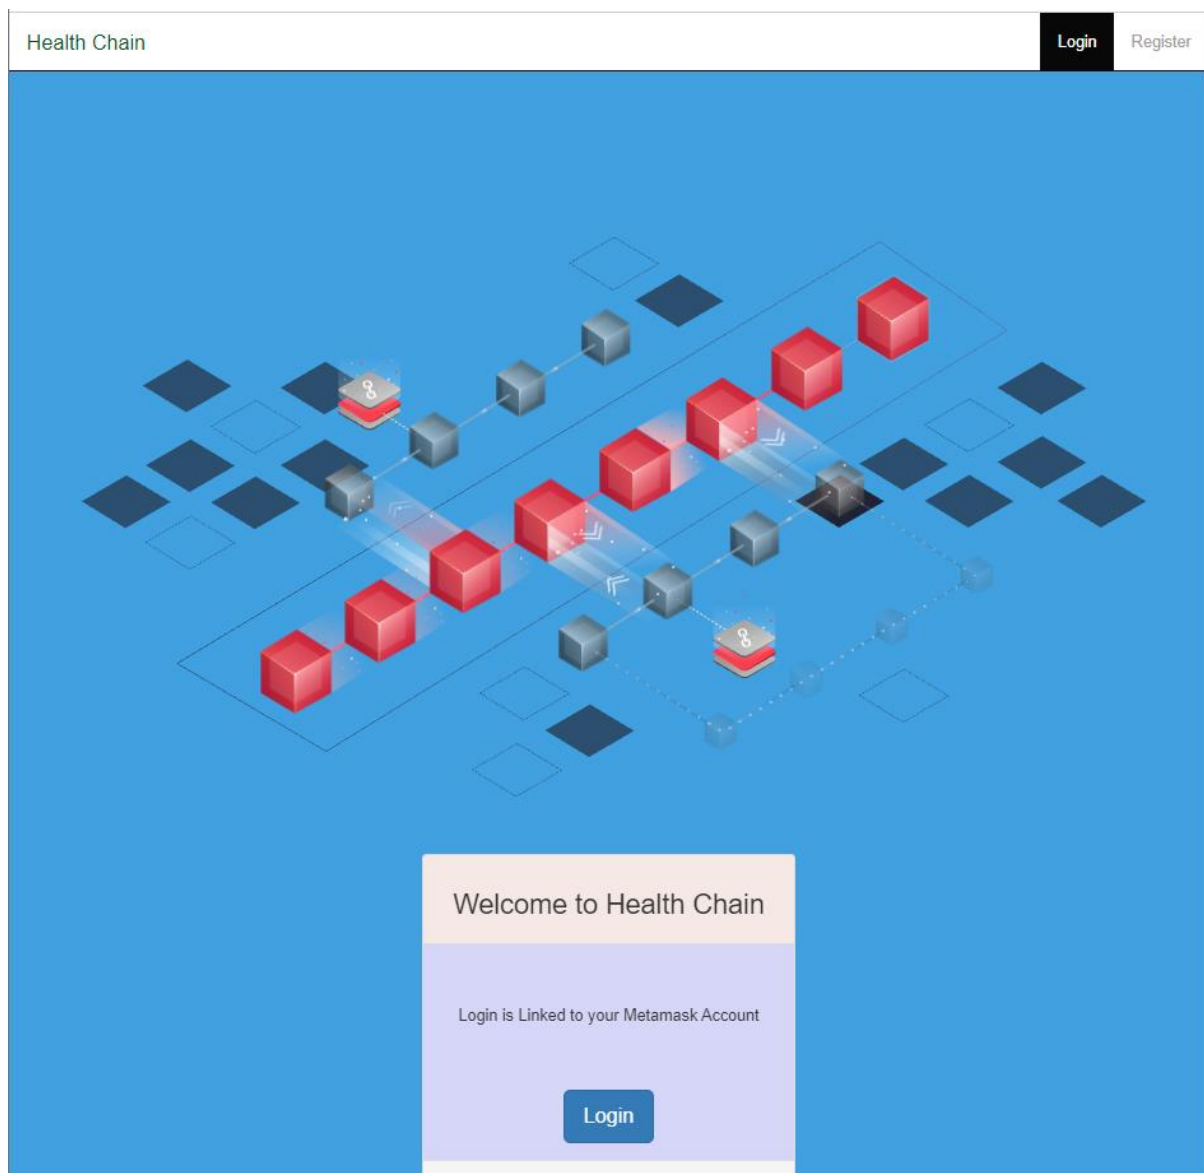 Health Chain
Login
Register
Welcome to Health Chain
Login is Linked to your Metamask Account
Login